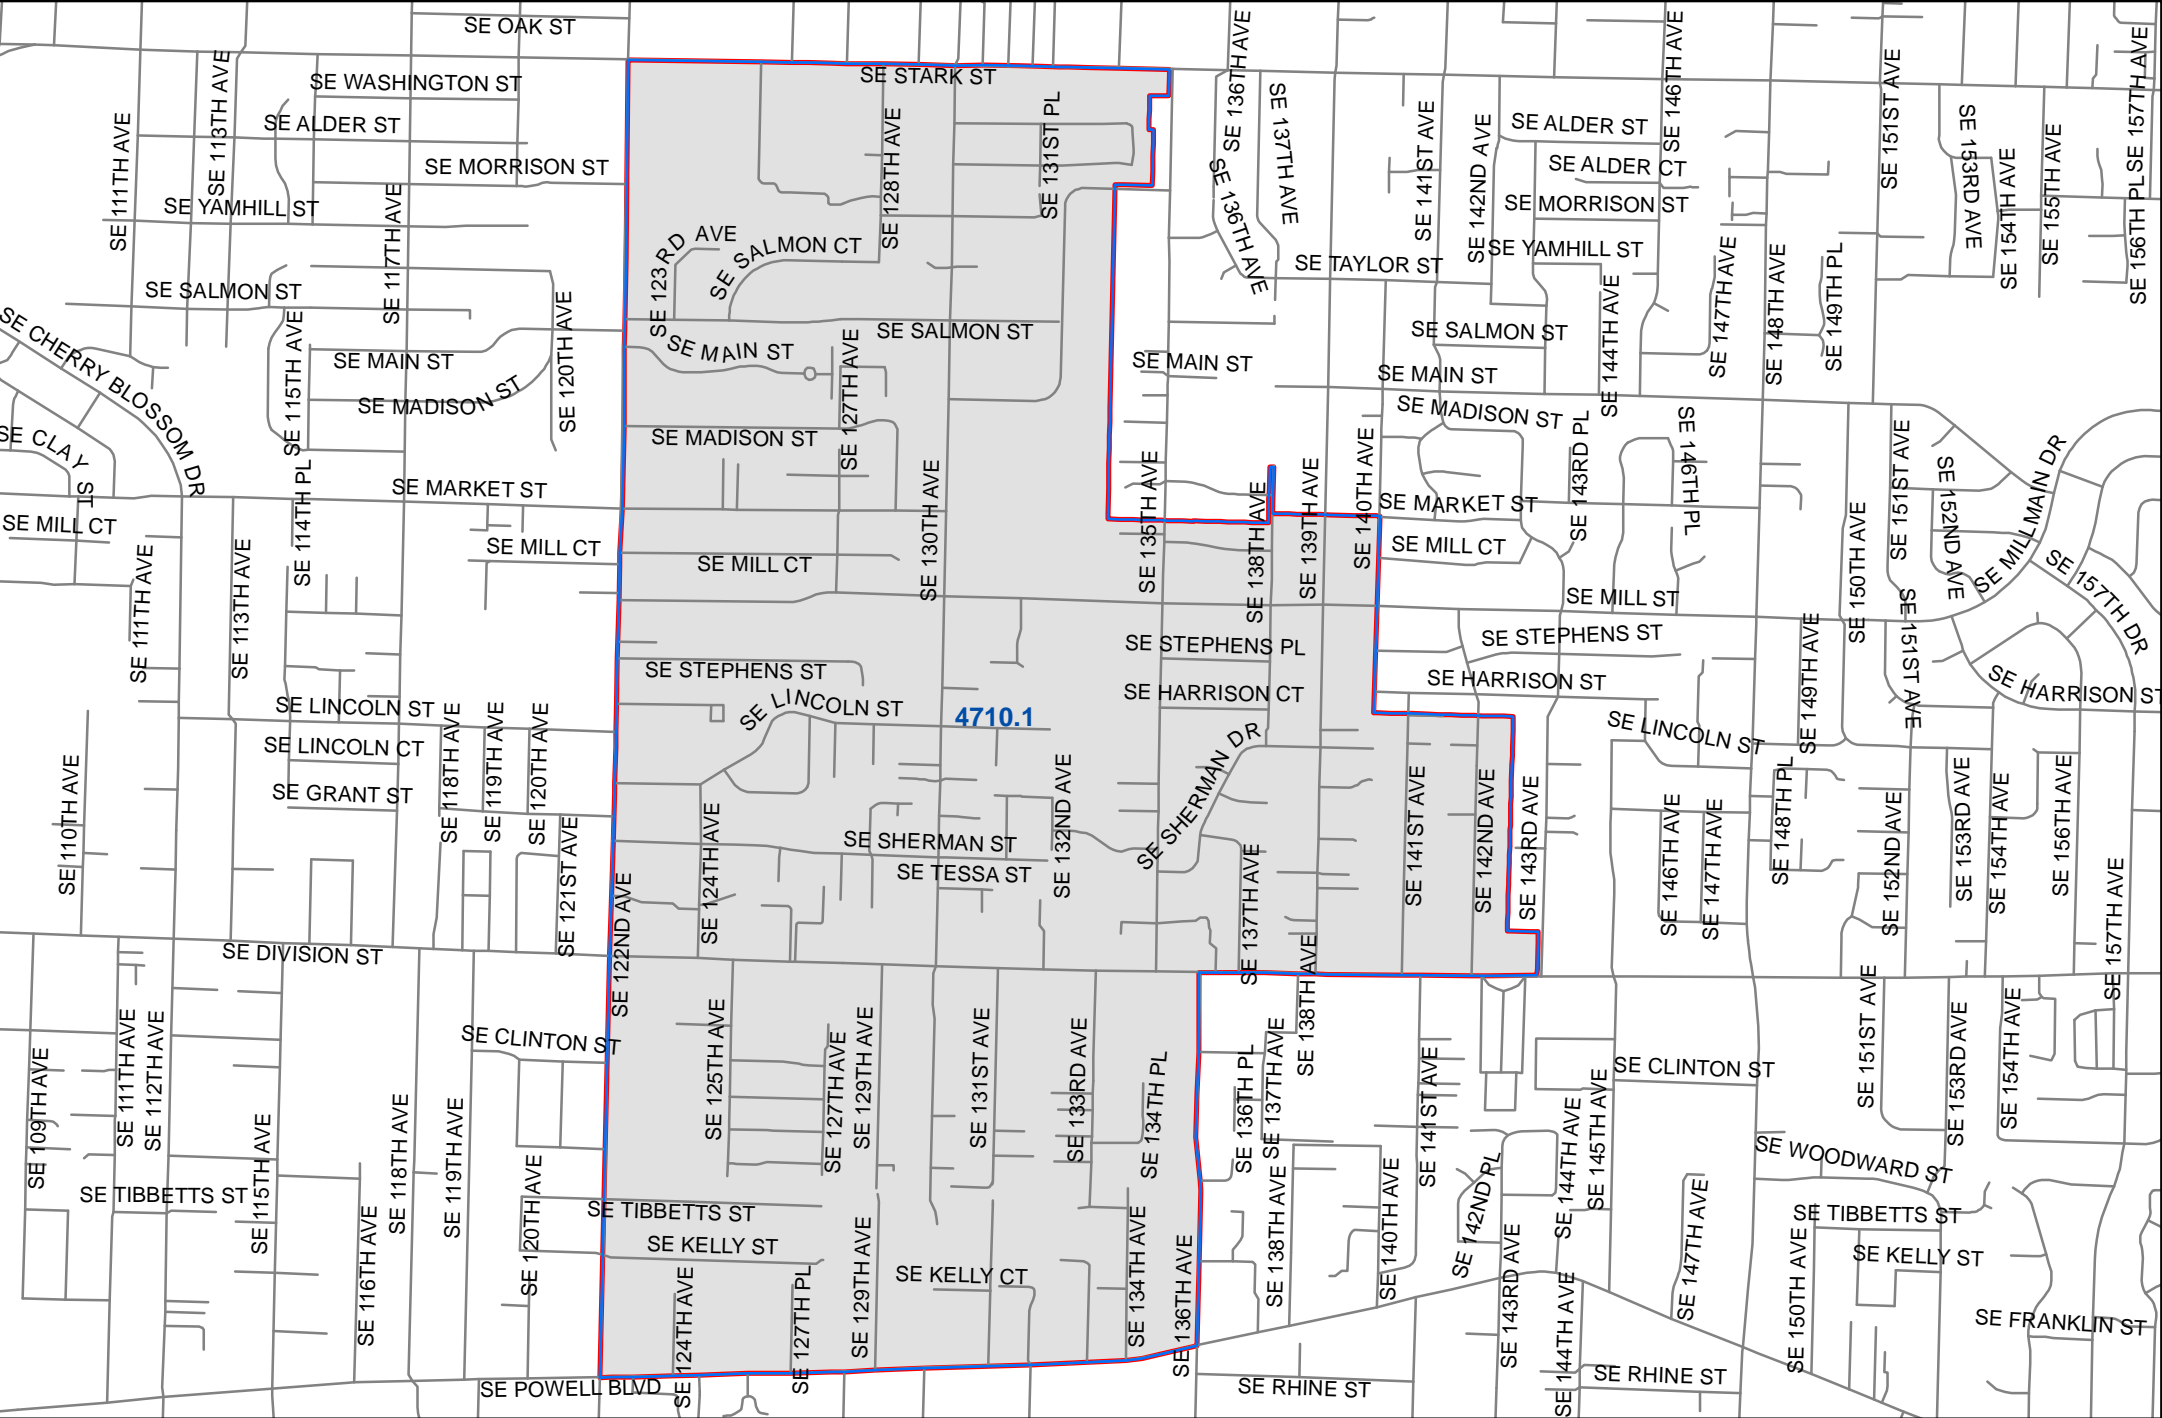 SE OAK ST
SE WASHINGTON ST
SE STARK ST
SE ALDER ST
SE MORRISON ST
SE YAMHILL ST
SE 111TH AVE
SE 113TH AVE
SE 117TH AVE
SE 128TH AVE
SE 131ST PL
SE 136TH AVE
SE 137TH AVE
SE 136TH AVE
SE 141ST AVE
SE 142ND AVE
SE 146TH AVE
SE ALDER ST
SE ALDER CT
SE MORRISON ST
SE YAMHILL ST
SE TAYLOR ST
SE 151ST AVE
SE 153RD AVE
SE 154TH AVE
SE 155TH AVE
SE 157TH AVE
SE 156TH PL
SE 123RD AVE
SE SALMON CT
SE SALMON ST
SE SALMON ST
SE SALMON ST
SE CHERRY BLOSSOM DR
SE CLAY ST
SE 115TH AVE
SE MAIN ST
SE MADISON ST
SE 120TH AVE
SE MAIN ST
SE 127TH AVE
SE MADISON ST
SE MAIN ST
SE MAIN ST
SE MADISON ST
SE 144TH AVE
SE 147TH AVE
SE 148TH AVE
SE 149TH PL
SE 143RD PL
SE 146TH PL
SE 140TH AVE
SE MARKET ST
SE MARKET ST
SE 114TH PL
SE MILL CT
SE MILL CT
SE MILL CT
SE MILL CT
SE 130TH AVE
SE 135TH AVE
SE 138TH AVE
SE 139TH AVE
SE 150TH AVE
SE 151ST AVE
SE 152ND AVE
SE MILLMAIN DR
SE 157TH DR
SE 111TH AVE
SE 113TH AVE
SE MILL ST
SE STEPHENS ST
SE STEPHENS PL
SE STEPHENS ST
SE HARRISON CT
SE HARRISON ST
SE HARRISON ST
SE 149TH AVE
SE 151ST AVE
SE LINCOLN ST
SE LINCOLN CT
SE GRANT ST
SE LINCOLN ST
SE LINCOLN ST
4710.1
SE 110TH AVE
SE 118TH AVE
SE 119TH AVE
SE 120TH AVE
SE 121ST AVE
SE 122ND AVE
SE 124TH AVE
SE SHERMAN ST
SE TESSA ST
SE 132ND AVE
SE SHERMAN DR
SE 137TH AVE
SE 141ST AVE
SE 142ND AVE
SE 143RD AVE
SE 146TH AVE
SE 147TH AVE
SE 148TH PL
SE 152ND AVE
SE 153RD AVE
SE 154TH AVE
SE 156TH AVE
SE 157TH AVE
SE DIVISION ST
SE 138TH AVE
SE CLINTON ST
SE CLINTON ST
SE 109TH AVE
SE 111TH AVE
SE 112TH AVE
SE 115TH AVE
SE 116TH AVE
SE 118TH AVE
SE 119TH AVE
SE 120TH AVE
SE 125TH AVE
SE 127TH AVE
SE 129TH AVE
SE 131ST AVE
SE 133RD AVE
SE 134TH PL
SE 136TH PL
SE 137TH AVE
SE 138TH AVE
SE 140TH AVE
SE 141ST AVE
SE 142ND PL
SE 144TH AVE
SE 145TH AVE
SE 151ST AVE
SE 153RD AVE
SE 154TH AVE
SE WOODWARD ST
SE TIBBETTS ST
SE TIBBETTS ST
SE TIBBETTS ST
SE KELLY ST
SE KELLY CT
SE KELLY ST
SE 124TH AVE
SE 127TH PL
SE 129TH AVE
SE 134TH AVE
SE 136TH AVE
SE 143RD AVE
SE 144TH AVE
SE 147TH AVE
SE 150TH AVE
SE FRANKLIN ST
SE POWELL BLVD
SE RHINE ST
SE RHINE ST